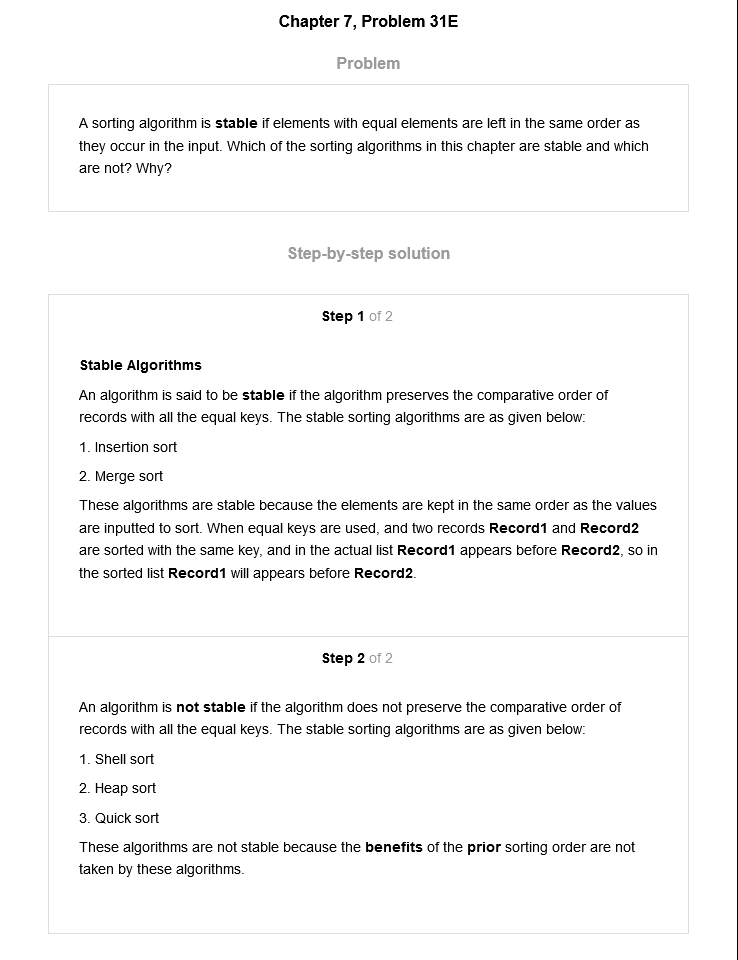 Chapter 7, Problem 31E
Problem
A sorting algorithm is stable if elements with equal elements are left in the same order as
they occur in the input. Which of the sorting algorithms in this chapter are stable and which
are not? Why?
Step-by-step solution
Step 1 of 2
Stable Algorithms
An algorithm is said to be stable if the algorithm preserves the comparative order of
records with all the equal keys. The stable sorting algorithms are as given below:
1. Insertion sort
2. Merge sort
These algorithms are stable because the elements are kept in the same order as the values
are inputted to sort. When equal keys are used, and two records Record1 and Record2
are sorted with the same key, and in the actual list Record1 appears before Record2, so in
the sorted list Record1 will appears before Record2.
Step 2 of 2
An algorithm is not stable if the algorithm does not preserve the comparative order of
records with all the equal keys. The stable sorting algorithms are as given below:
1. Shell sort
2. Heap sort
3. Quick sort
These algorithms are not stable because the benefits of the prior sorting order are not
taken by these algorithms.